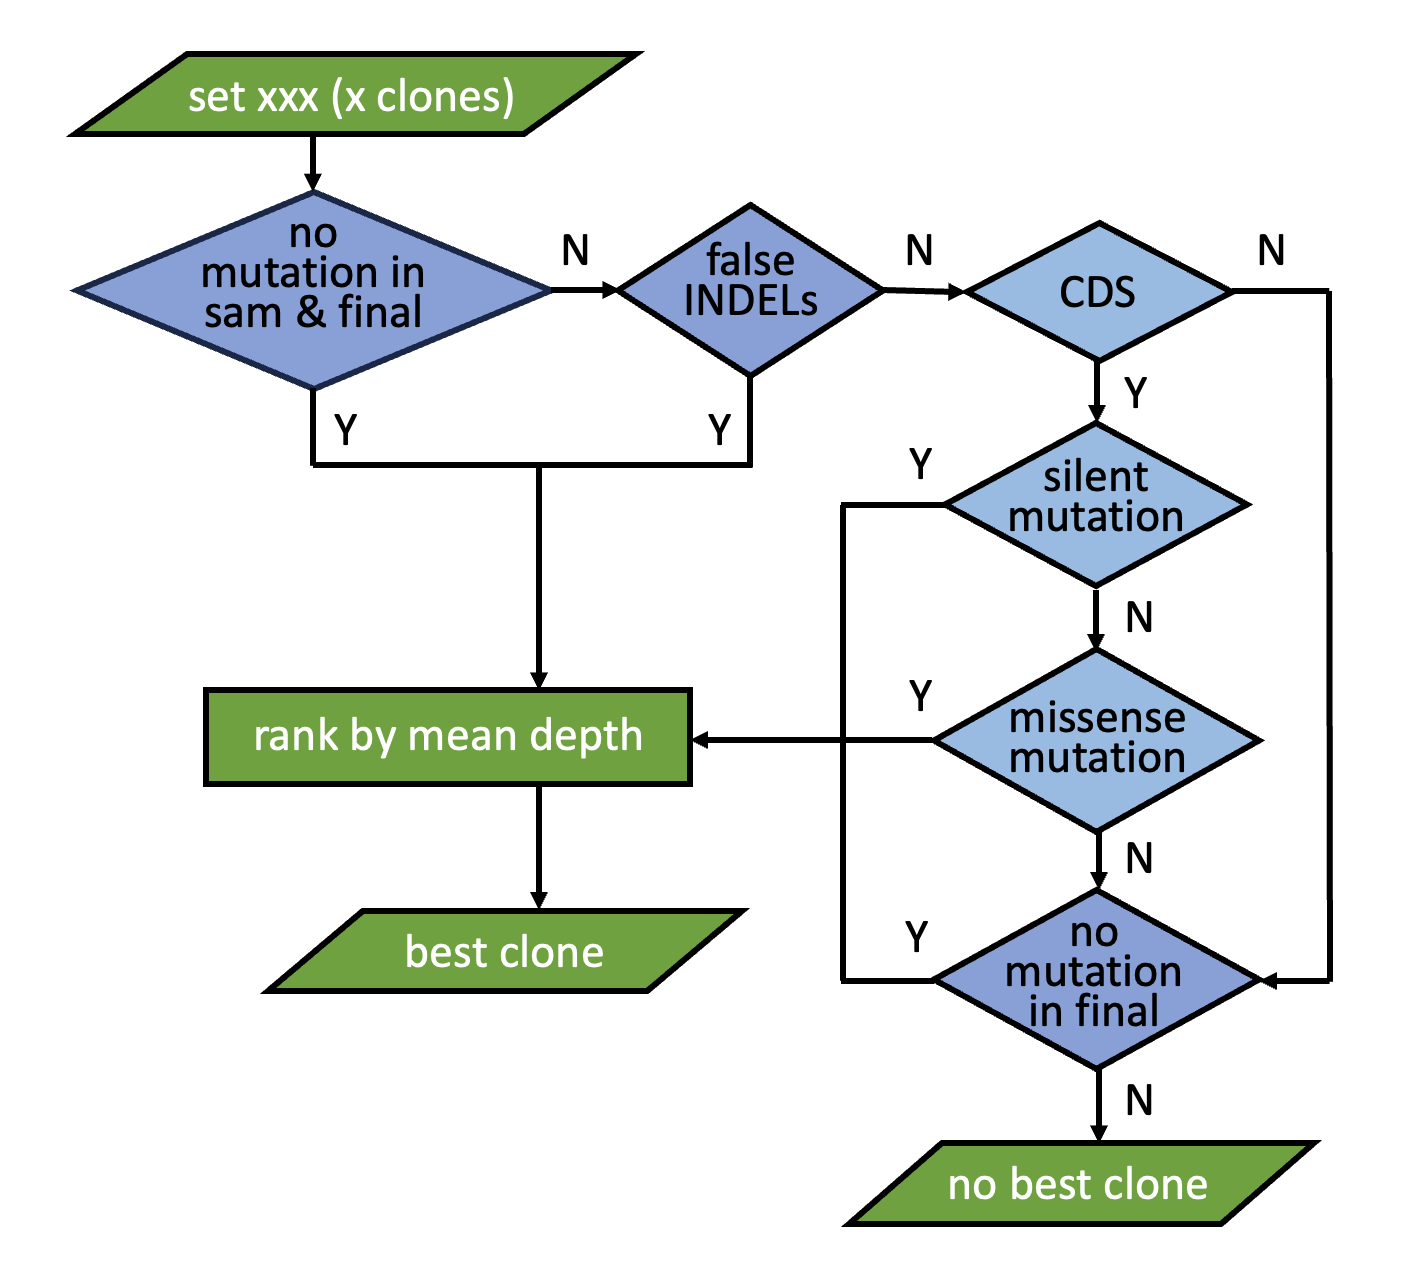 set xxx (x clones)
no
mutation in
sam & final
N
false
INDELs
N
CDS
N
Y
Y
Y
Y
silent
mutation
N
Y
missense
mutation
rank by mean depth
N
Y
no
mutation
in final
best clone
N
no best clone